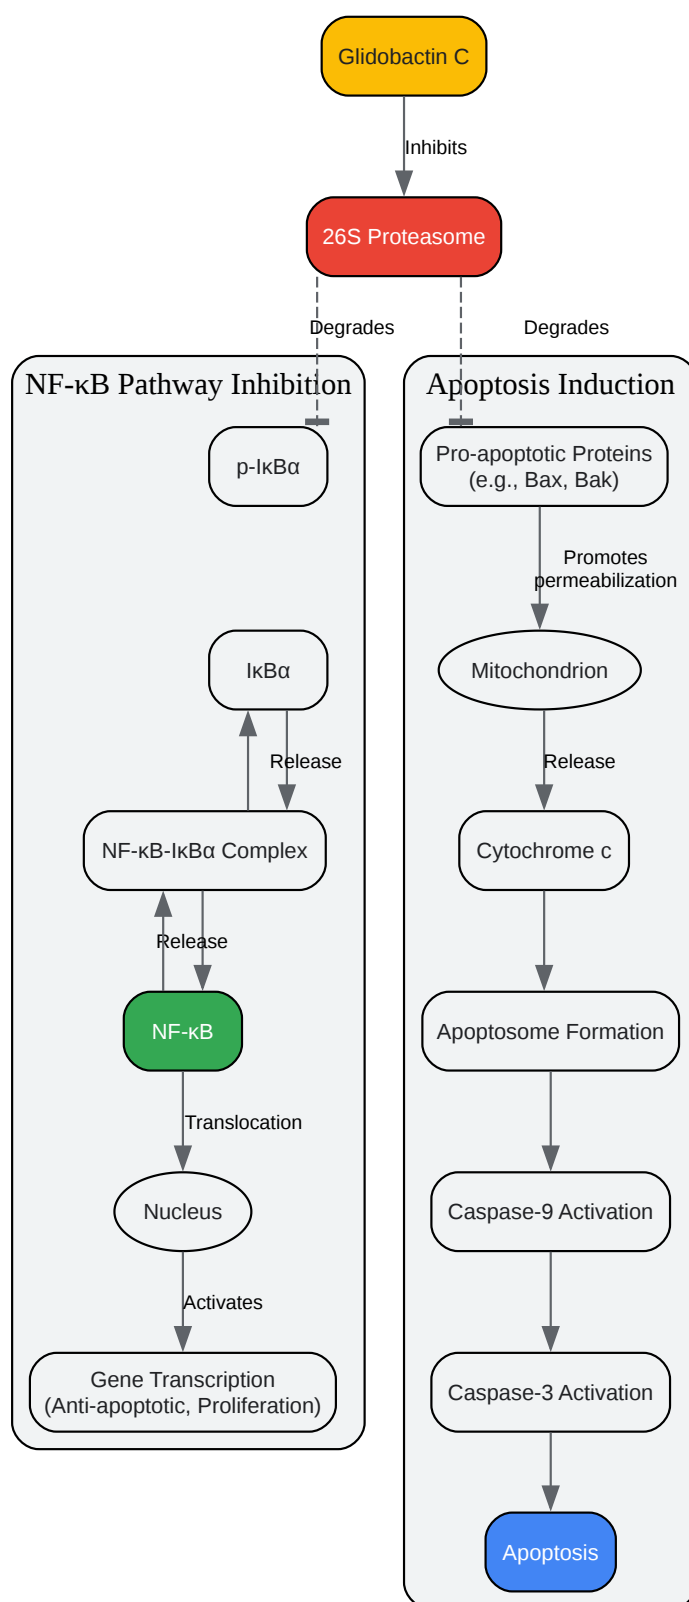 Glidobactin C
Inhibits
26S Proteasome
Degrades
Degrades
NF-κB Pathway Inhibition
p-IκBα
IκBα
Release
NF-κB-IκBα Complex
Release
NF-κB
Translocation
Nucleus
Activates
Gene Transcription
(Anti-apoptotic, Proliferation)
Apoptosis Induction
Pro-apoptotic Proteins
(e.g., Bax, Bak)
Promotes
permeabilization
Mitochondrion
Release
Cytochrome c
Apoptosome Formation
Caspase-9 Activation
Caspase-3 Activation
Apoptosis